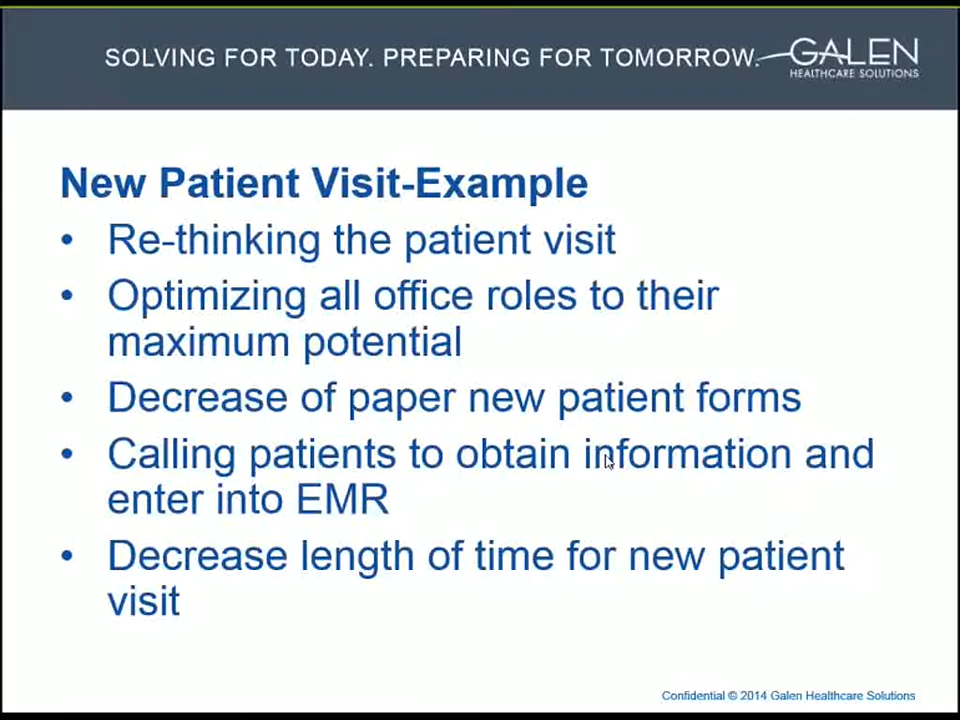 SOLVING FOR TODAY. PREPARING FOR TOMORROW.
GALEN
HEALTHCARE SOLUTIONS
New Patient Visit-Example
• Re-thinking the patient visit
• Optimizing all office roles to their
maximum potential
• Decrease of paper new patient forms
• Calling patients to obtain information and
enter into EMR
• Decrease length of time for new patient
visit
Confidential © 2014 Galen Healthcare Solutions